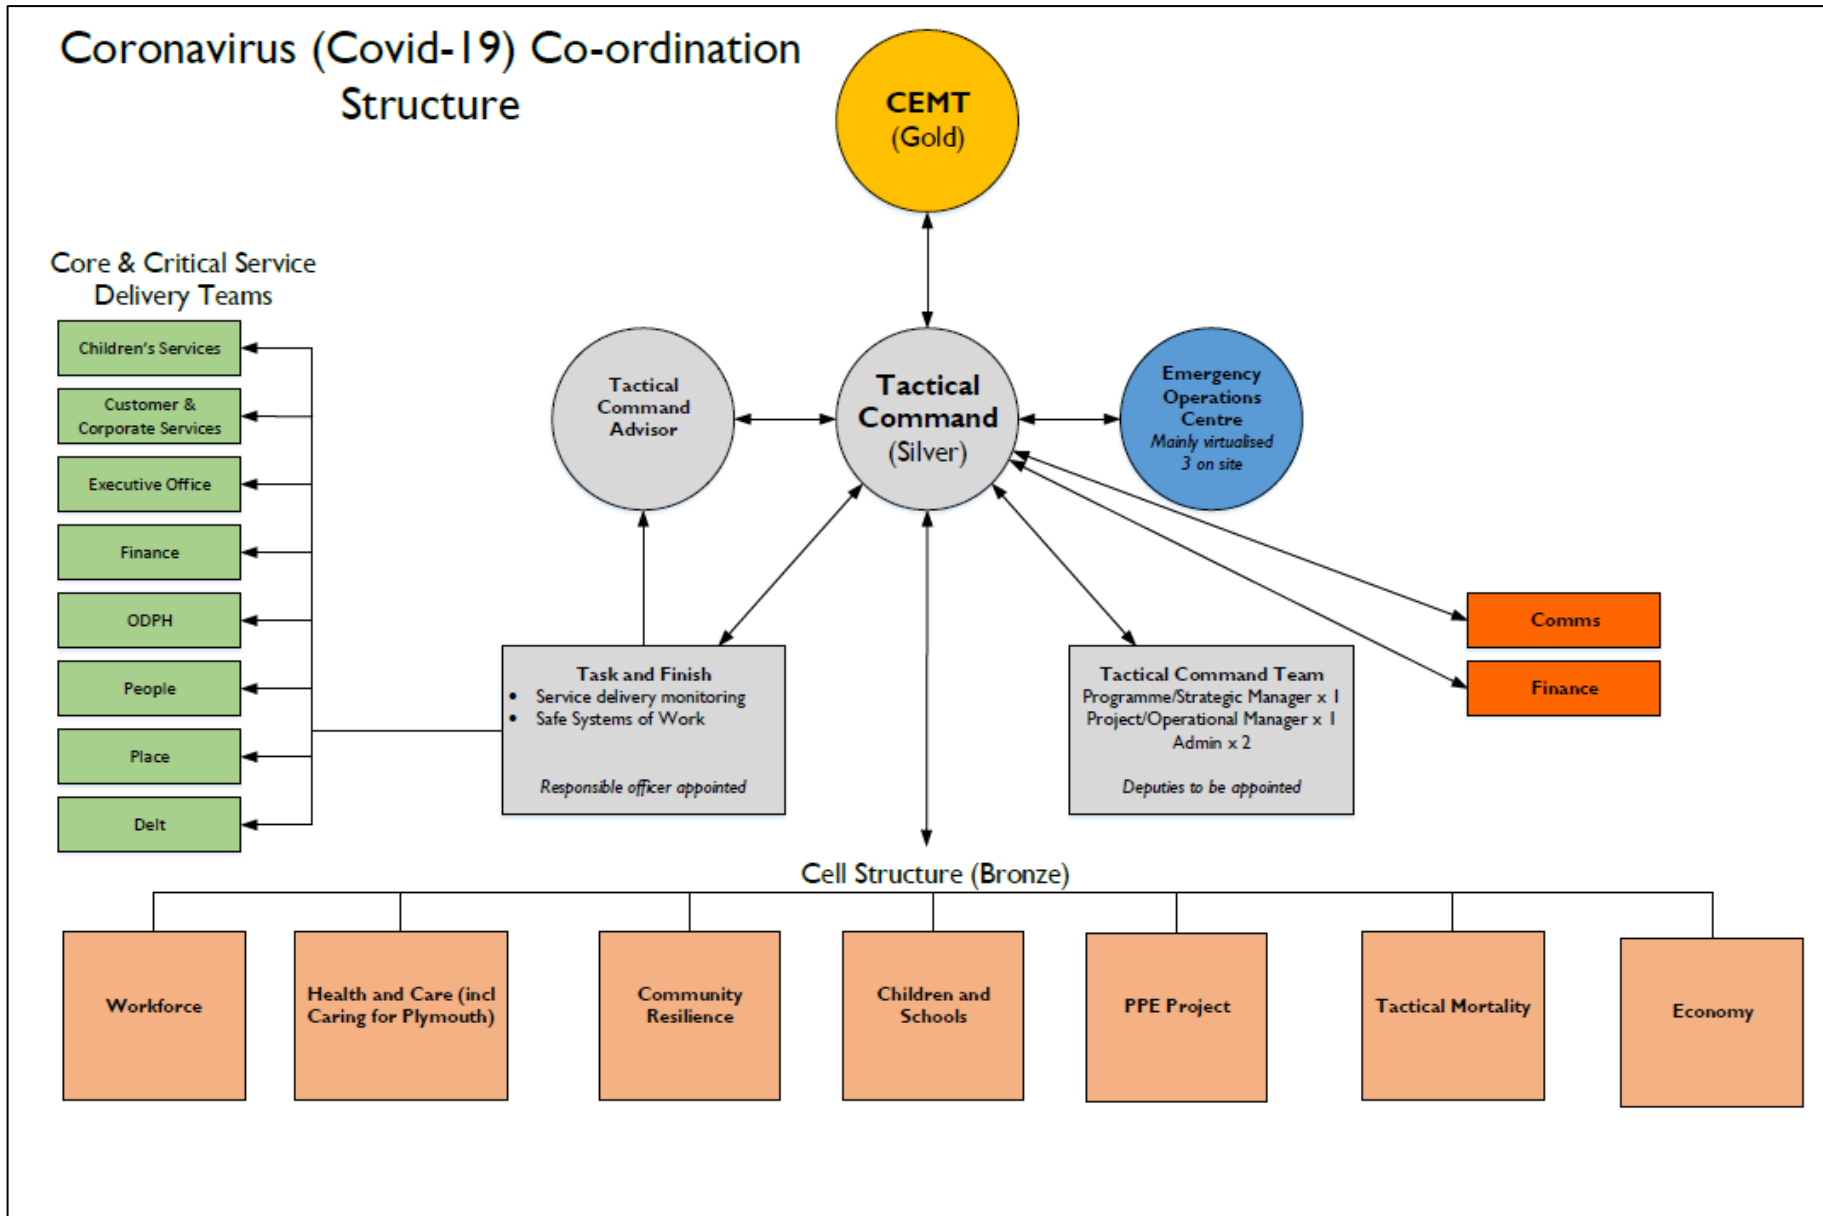 Coronavirus (Covid-19) Co-ordination
Structure
CEMT
(Gold)
Core & Critical Service
Delivery Teams
Children's Services
Customer &
Corporate Services
Executive Office
Finance
ODPH
People
Place
Delt
Tactical
Command
Advisor
Tactical
Command
(Silver)
Emergency
Operations
Centre
Mainly virtualised
3 on site
Task and Finish
• Service delivery monitoring
• Safe Systems of Work
Responsible officer appointed
Tactical Command Team
Programme/Strategic Manager x 1
Project/Operational Manager x 1
Admin x 2
Deputies to be appointed
Comms
Finance
Cell Structure (Bronze)
Workforce
Health and Care (incl
Caring for Plymouth)
Community
Resilience
Children and
Schools
PPE Project
Tactical Mortality
Economy